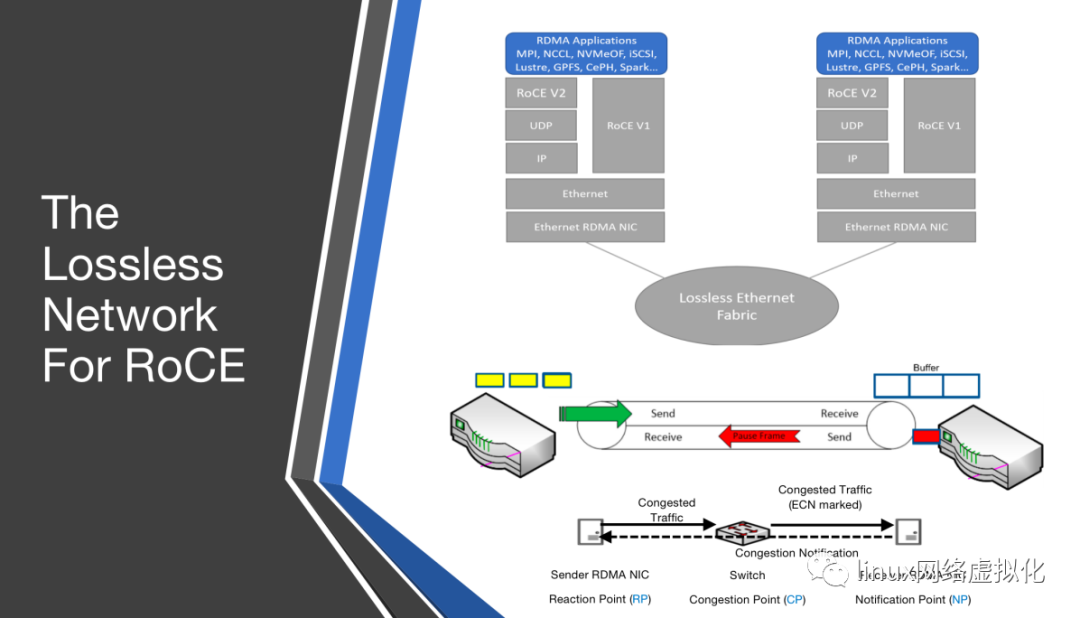 The
Lossless
Network
For RoCE
RDMA Applications
MPI, NCCL, NVMeOF, iSCSI,
Lustre, GPFS, CePH, Spark...
RoCE V2
UDP
IP
RoCE V1
Ethernet
Ethernet RDMA NIC
RDMA Applications
MPI, NCCL, NVMeOF, iSCSI,
Lustre, GPFS, CePH, Spark...
RoCE V2
UDP
IP
RoCE V1
Ethernet
Ethernet RDMA NIC
Lossless Ethernet
Fabric
Buffer
Send
Receive
Receive
Pause Frame
Send
Congested
Traffic
Congested Traffic
(ECN marked)
Congestion Notification
Sender RDMA NIC
Switch
Reaction Point (RP)
Congestion Point (CP)
Notification Point (NP)
linux网络虚拟化